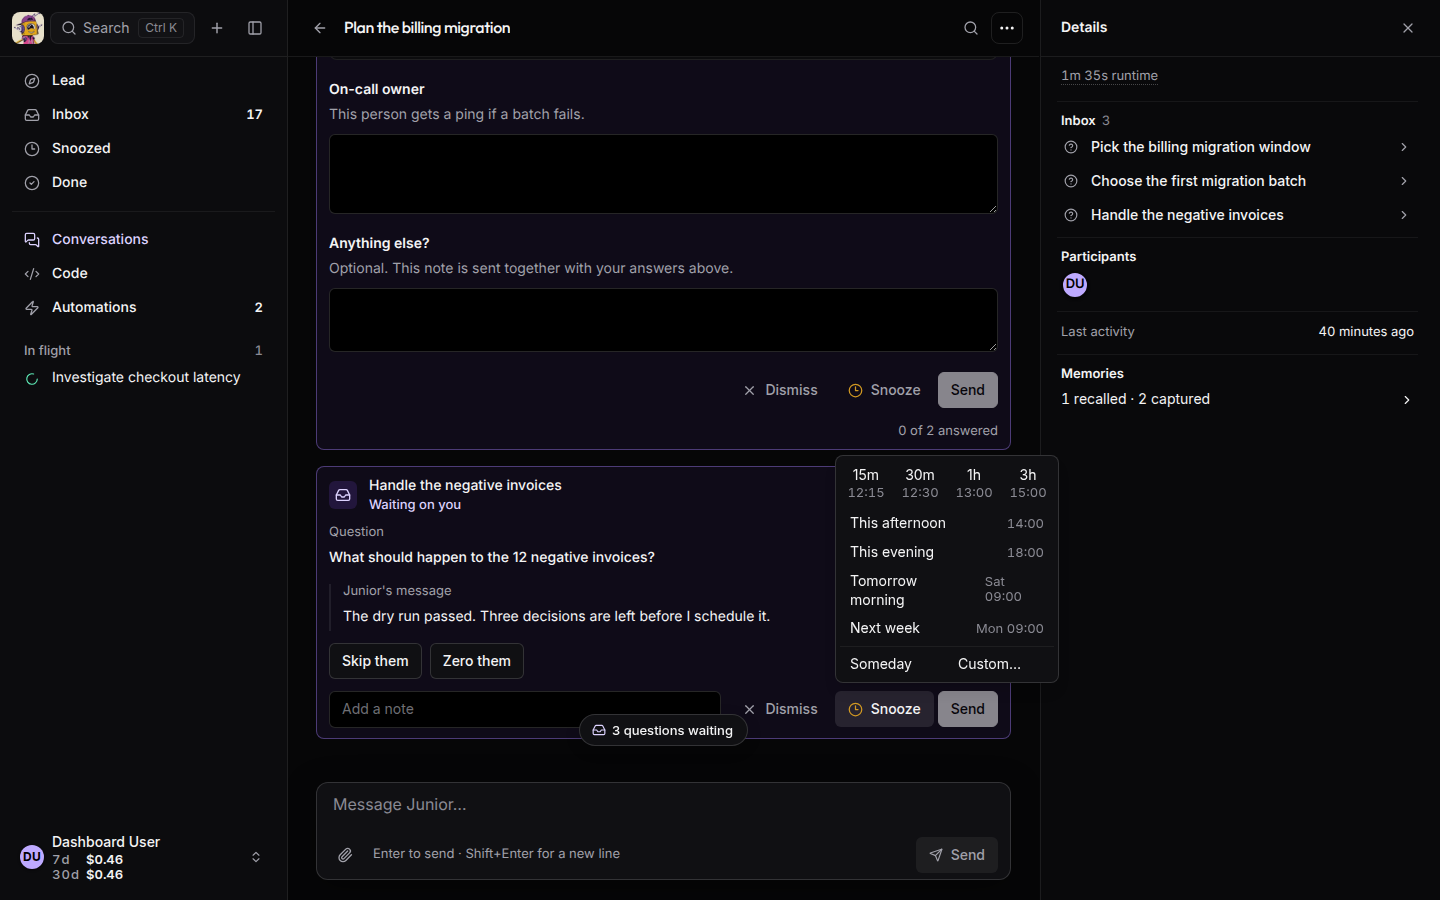 Search Ctrl K
Lead
Inbox 17
Snoozed
Done
Conversations
Code
Automations 2
In flight 1
Investigate checkout latency
DU
Dashboard User
7d $0.46
30d $0.46
Plan the billing migration
On-call owner
This person gets a ping if a batch fails.
Anything else?
Optional. This note is sent together with your answers above.
Dismiss Snooze Send
0 of 2 answered
Handle the negative invoices
Waiting on you
Question
What should happen to the 12 negative invoices?
Junior's message
The dry run passed. Three decisions are left before I schedule it.
Skip them Zero them
Add a note Dismiss Snooze Send
3 questions waiting
15m 30m 1h 3h
12:15 12:30 13:00 15:00
This afternoon 14:00
This evening 18:00
Tomorrow morning Sat 09:00
Next week Mon 09:00
Someday Custom...
Message Junior...
Enter to send · Shift+Enter for a new line
Send
Details
1m 35s runtime
Inbox 3
Pick the billing migration window
Choose the first migration batch
Handle the negative invoices
Participants
DU
Last activity 40 minutes ago
Memories
1 recalled · 2 captured